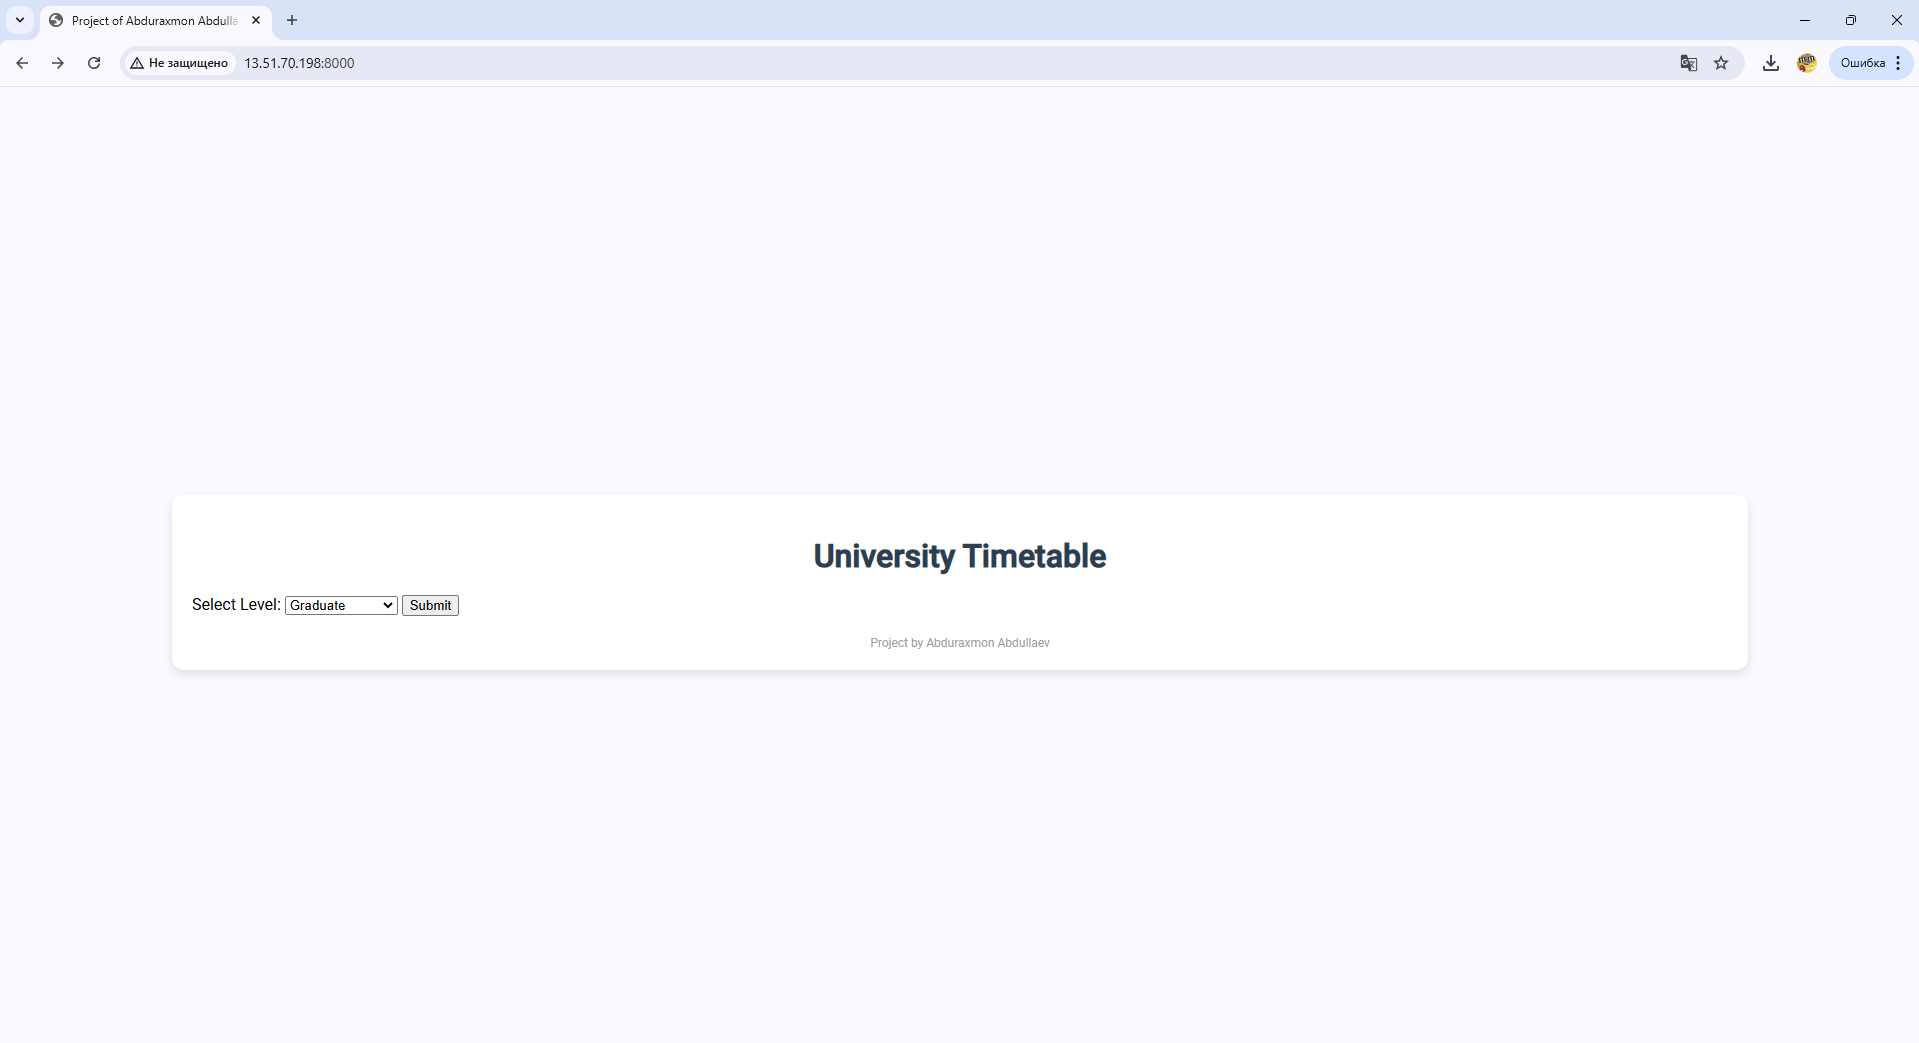 Project of Abduraxmon Abdulla
Не защищено
13.51.70.198:8000
Ошибка
University Timetable
Select Level: Graduate Submit
Project by Abduraxmon Abdullaev